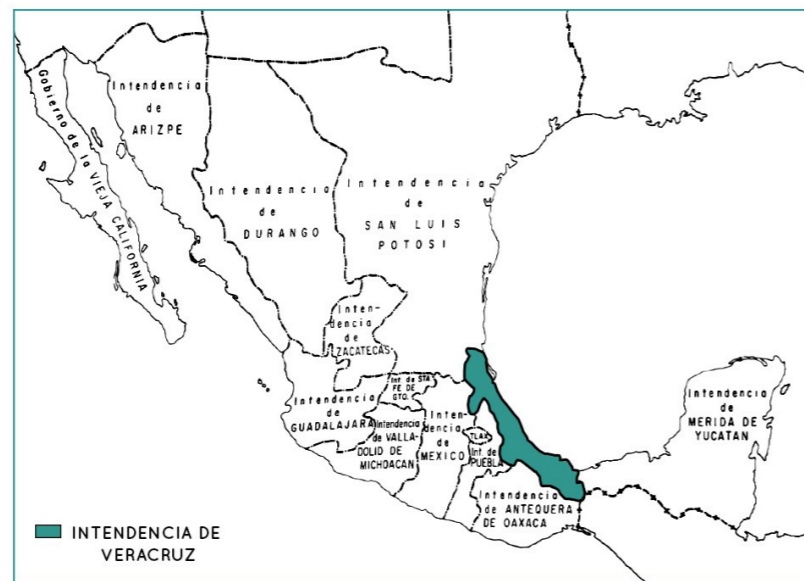 Gobierno de la VIEJA CALIFORNIA
Intendencia
de
ARIZPE
Intendencia
de
DURANGO
Intendencia
de
SAN LUIS
POTOSI
Inten-
dencia
de
ZACATECAS
Intendencia
de
GUADALAJARA
Int. de STA
FE DE
GTO.
Intendencia
de VALLA-
DOLID DE
MICHOACAN
Inten-
dencia
de
MEXICO
TLAX
Int. de
PUEBLA
Intendencia
de ANTEQUERA
DE OAXACA
Intendencia
de
MERIDA DE
YUCATAN
INTENDENCIA DE
VERACRUZ